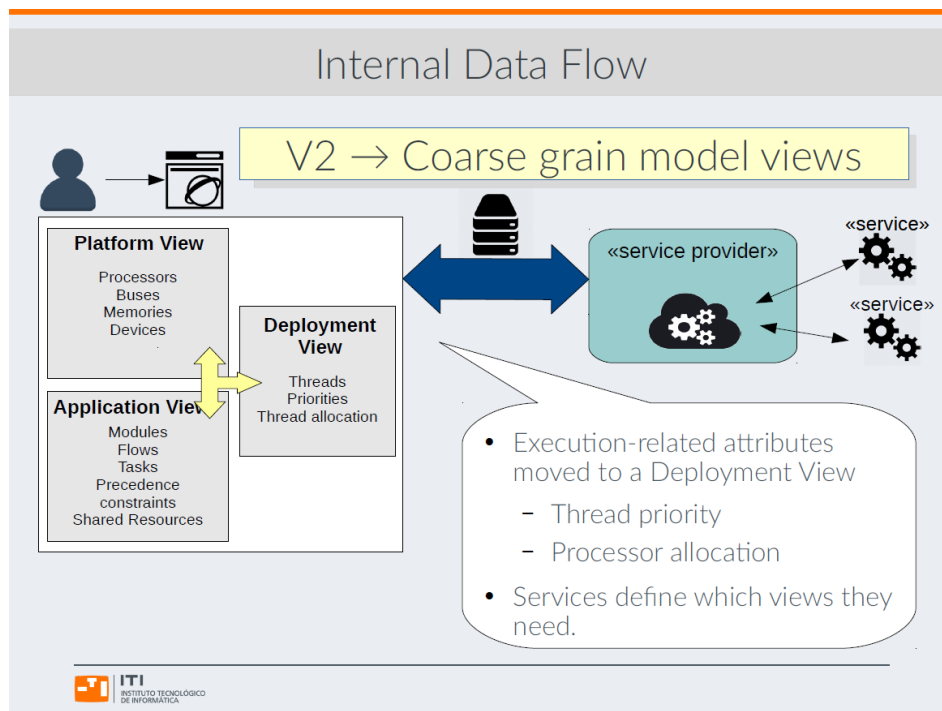 Internal Data Flow
V2 → Coarse grain model views
Platform View
Processors
Buses
Memories
Devices
Deployment
View
Threads
Priorities
Thread allocation
Application View
Modules
Flows
Tasks
Precedence
constraints
Shared Resources
«service provider»
«service»
«service»
• Execution-related attributes
moved to a Deployment View
– Thread priority
– Processor allocation
• Services define which views they
need.
ITI
INSTITUTO TECNOLÓGICO
DE INFORMÁTICA